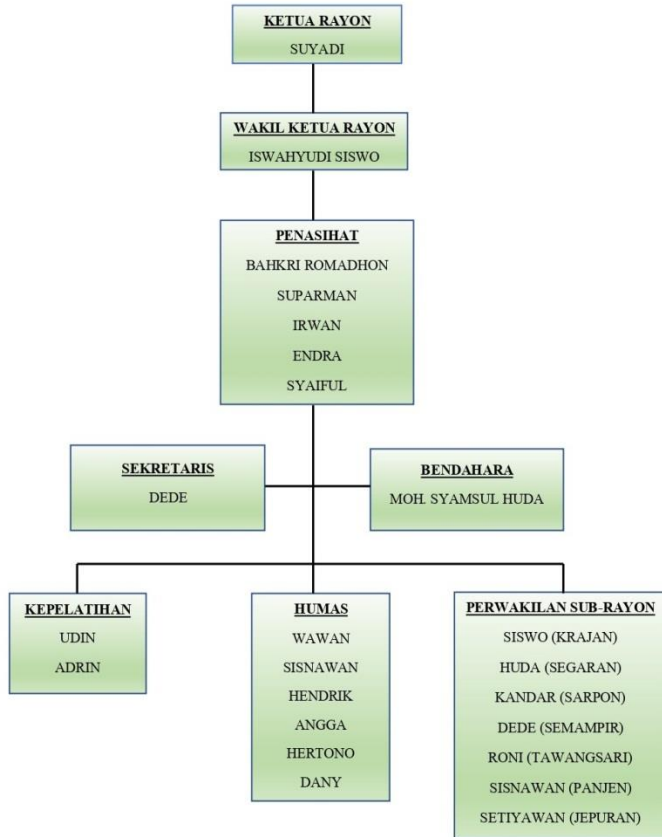 KETUA RAYON
SUYADI
WAKIL KETUA RAYON
ISWAHYUDI SISWO
PENASIHAT
BAHKRI ROMADHON
SUPARMAN
IRWAN
ENDRA
SYAIFUL
SEKRETARIS
DEDE
BENDAHARA
MOH. SYAMSUL HUDA
KEPELATIHAN
UDIN
ADRIN
HUMAS
WAWAN
SISNAWAN
HENDRIK
ANGGA
HERTONO
DANY
PERWAKILAN SUB-RAYON
SISWO (KRAJAN)
HUDA (SEGARAN)
KANDAR (SARPON)
DEDE (SEMAMPIR)
RONI (TAWANGSARI)
SISNAWAN (PANJEN)
SETIYAWAN (JEPURAN)